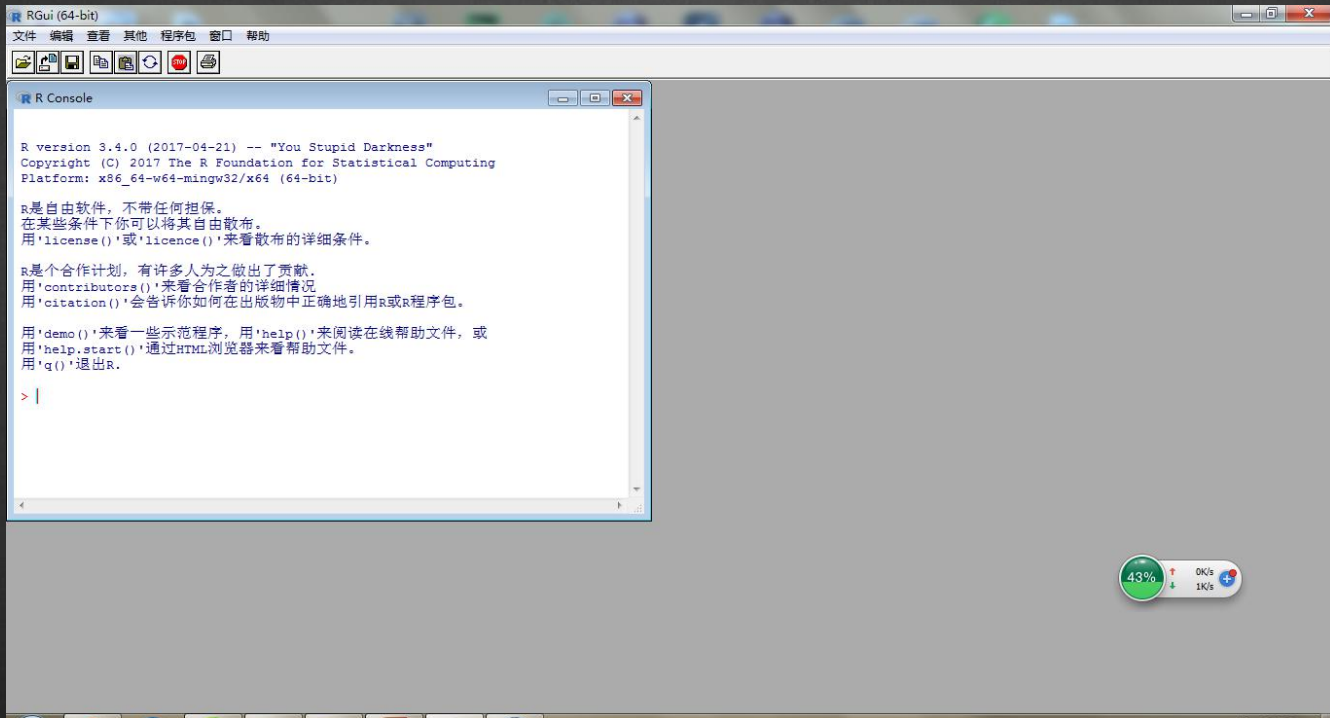 RGui (64-bit)
文件 编辑 查看 其他 程序包 窗口 帮助
STOP
R Console
R version 3.4.0 (2017-04-21) -- "You Stupid Darkness"
Copyright (C) 2017 The R Foundation for Statistical Computing
Platform: x86_64-w64-mingw32/x64 (64-bit)
R是自由软件，不带任何担保。
在某些条件下你可以将其自由散布。
用'license()'或'licence()'来看散布的详细条件。
R是个合作计划，有许多人为之做出了贡献.
用'contributors()'来看合作者的详细情况
用'citation()'会告诉你如何在出版物中正确地引用R或R程序包。
用'demo()'来看一些示范程序，用'help()'来阅读在线帮助文件，或
用'help.start()'通过HTML浏览器来看帮助文件。
用'q()'退出R.
>
43%
0K/s
1K/s